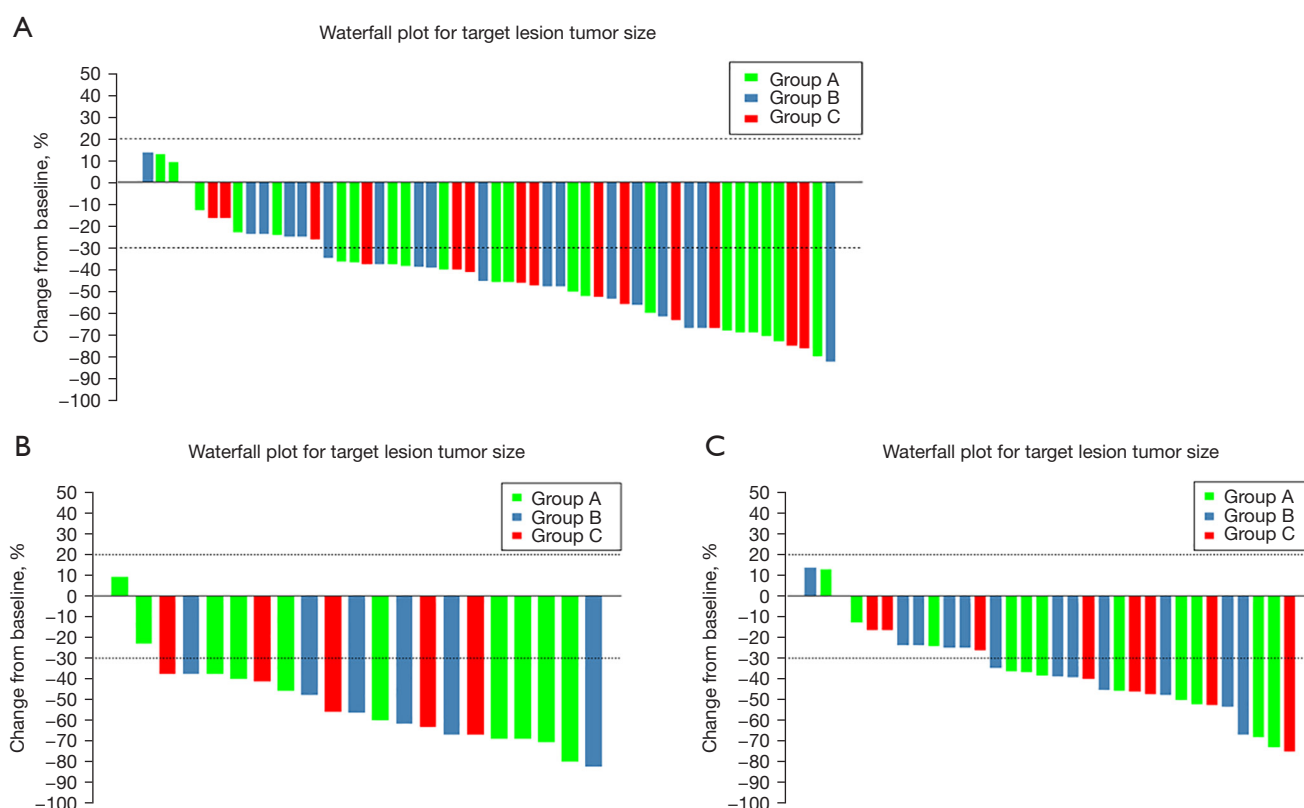 A
Waterfall plot for target lesion tumor size
Group A
Group B
Group C
Change from baseline, %
50
40
30
20
10
0
−10
−20
−30
−40
−50
−60
−70
−80
−90
−100
B
Waterfall plot for target lesion tumor size
Group A
Group B
Group C
Change from baseline, %
50
40
30
20
10
0
−10
−20
−30
−40
−50
−60
−70
−80
−90
−100
C
Waterfall plot for target lesion tumor size
Group A
Group B
Group C
Change from baseline, %
50
40
30
20
10
0
−10
−20
−30
−40
−50
−60
−70
−80
−90
−100